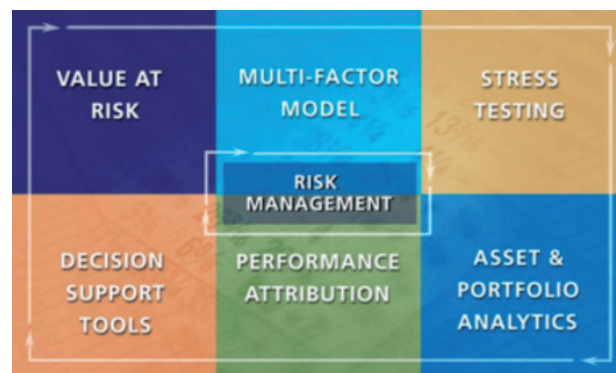 VALUE AT
RISK
MULTI-FACTOR
MODEL
STRESS
TESTING
RISK
MANAGEMENT
DECISION
SUPPORT
TOOLS
PERFORMANCE
ATTRIBUTION
ASSET &
PORTFOLIO
ANALYTICS